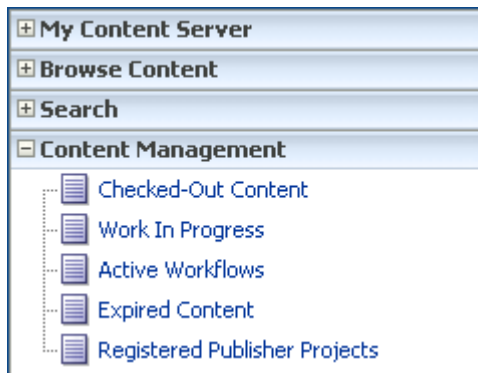 My Content Server
Browse Content
Search
Content Management
Checked-Out Content
Work In Progress
Active Workflows
Expired Content
Registered Publisher Projects